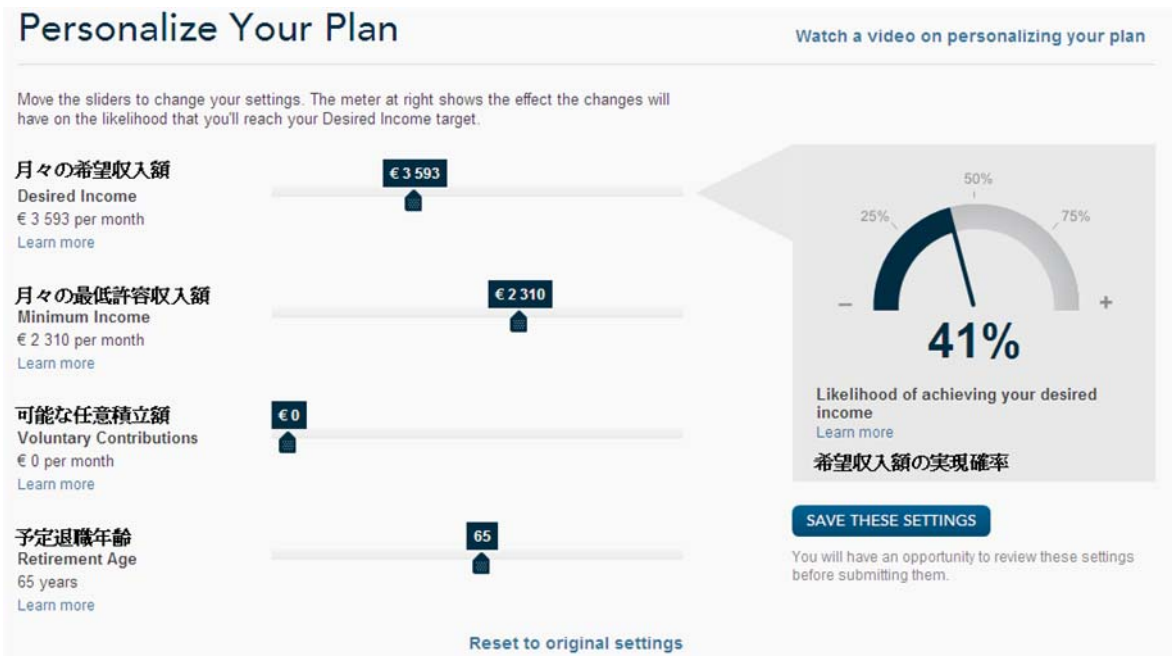 Personalize Your Plan
Watch a video on personalizing your plan
Move the sliders to change your settings. The meter at right shows the effect the changes will
have on the likelihood that you'll reach your Desired Income target.
月々の希望収入額
Desired Income
€ 3 593 per month
Learn more
€ 3 593
月々の最低許容収入額
Minimum Income
€ 2 310 per month
Learn more
€ 2 310
可能な任意積立額
Voluntary Contributions
€ 0 per month
Learn more
€ 0
予定退職年齢
Retirement Age
65 years
Learn more
65
Reset to original settings
50%
25%
75%
– +
41%
Likelihood of achieving your desired
income
Learn more
希望収入額の実現確率
SAVE THESE SETTINGS
You will have an opportunity to review these settings
before submitting them.